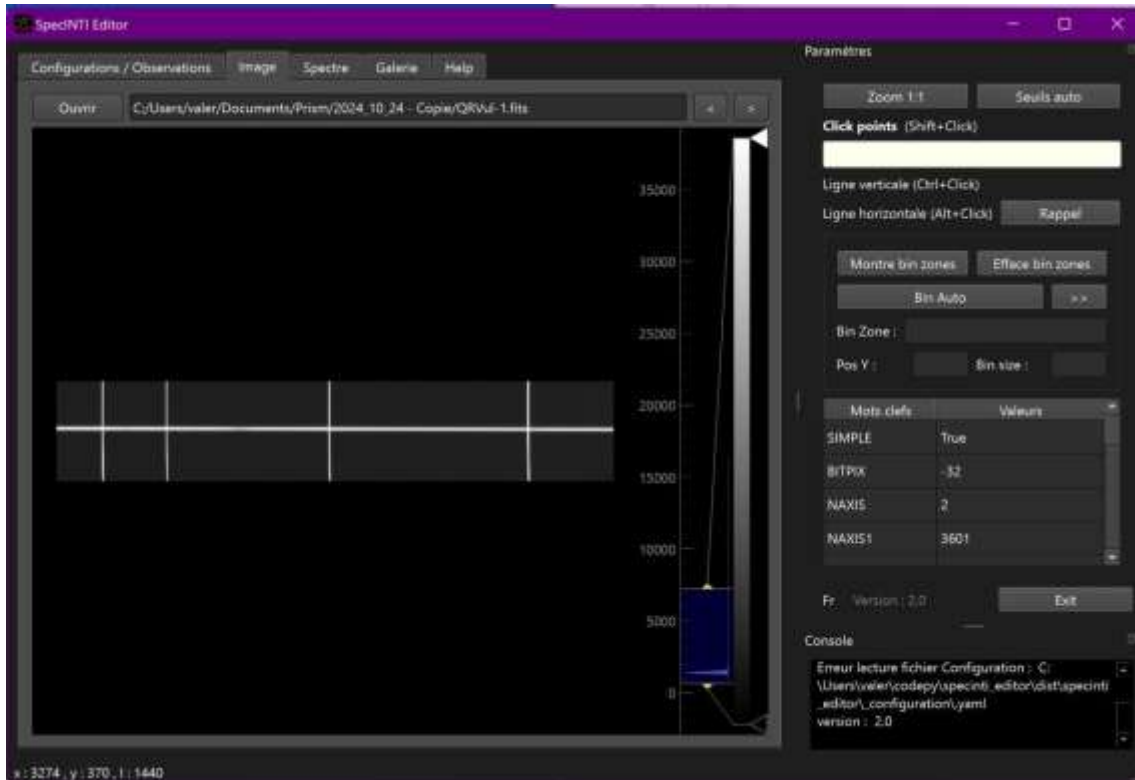 SpecINTI Editor
Configurations / Observations Image Spectre Galerie Help
Ouvrir C:/Users/valer/Documents/Prism/2024_10_24 - Copie/QRVul-1.fits < >
35000
30000
25000
20000
15000
10000
5000
0
Paramètres
Zoom 1:1 Seuils auto
Click points (Shift+Click)
Ligne verticale (Ctrl+Click)
Ligne horizontale (Alt+Click) Rappel
Montre bin zones Efface bin zones
Bin Auto >>
Bin Zone :
Pos Y : Bin size :
Mots clefs Valeurs
SIMPLE True
BITPIX -32
NAXIS 2
NAXIS1 3601
Fr Version : 2.0 Exit
Console
Erreur lecture fichier Configuration : C:
\Users\valer\codepy\specinti_editor\dist\specinti
_editor\_configuration\.yaml
version : 2.0
x : 3274 , y : 370 , I : 1440